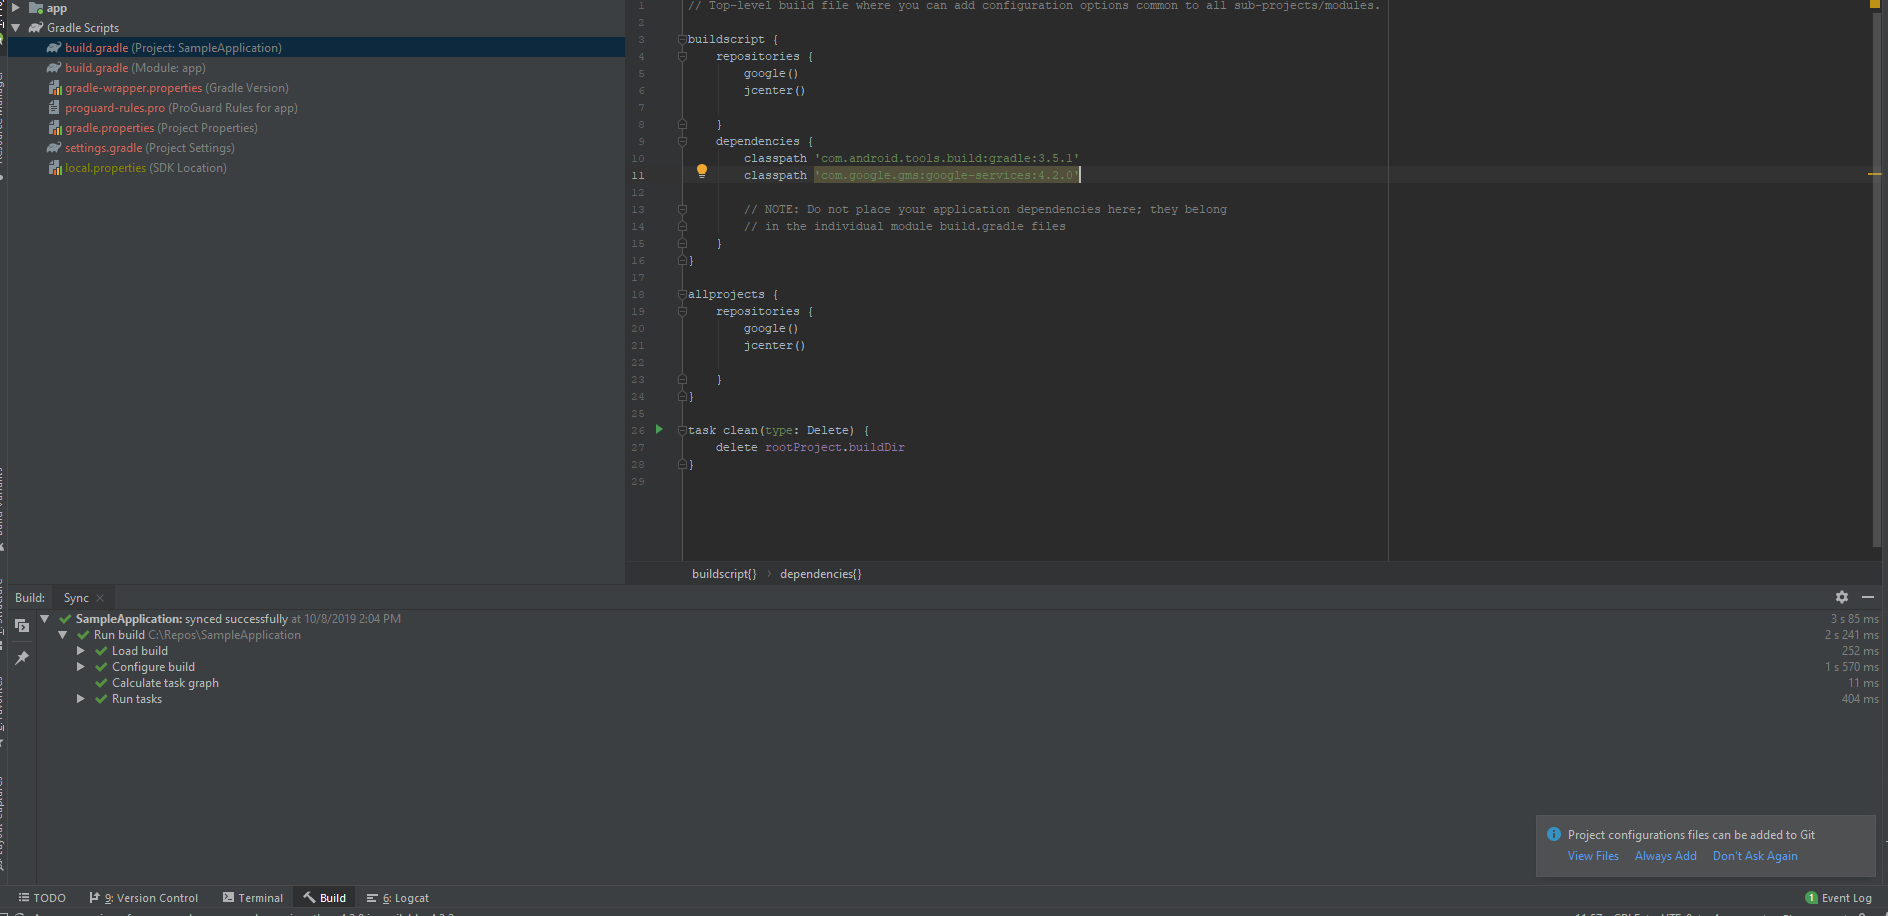 app
Gradle Scripts
build.gradle (Project: SampleApplication)
build.gradle (Module: app)
gradle-wrapper.properties (Gradle Version)
proguard-rules.pro (ProGuard Rules for app)
gradle.properties (Project Properties)
settings.gradle (Project Settings)
local.properties (SDK Location)
1 // Top-level build file where you can add configuration options common to all sub-projects/modules.
2
3 buildscript {
4 repositories {
5 google()
6 jcenter()
7
8 }
9 dependencies {
10 classpath 'com.android.tools.build:gradle:3.5.1'
11 classpath 'com.google.gms:google-services:4.2.0'
12
13 // NOTE: Do not place your application dependencies here; they belong
14 // in the individual module build.gradle files
15 }
16 }
17
18 allprojects {
19 repositories {
20 google()
21 jcenter()
22
23 }
24 }
25
26 task clean(type: Delete) {
27 delete rootProject.buildDir
28 }
29
buildscript{} › dependencies{}
Build: Sync
SampleApplication: synced successfully at 10/8/2019 2:04 PM 3 s 85 ms
Run build C:\Repos\SampleApplication 2 s 241 ms
Load build 252 ms
Configure build 1 s 570 ms
Calculate task graph 11 ms
Run tasks 404 ms
Project configurations files can be added to Git
View Files Always Add Don't Ask Again
TODO 9: Version Control Terminal Build 6: Logcat 1 Event Log